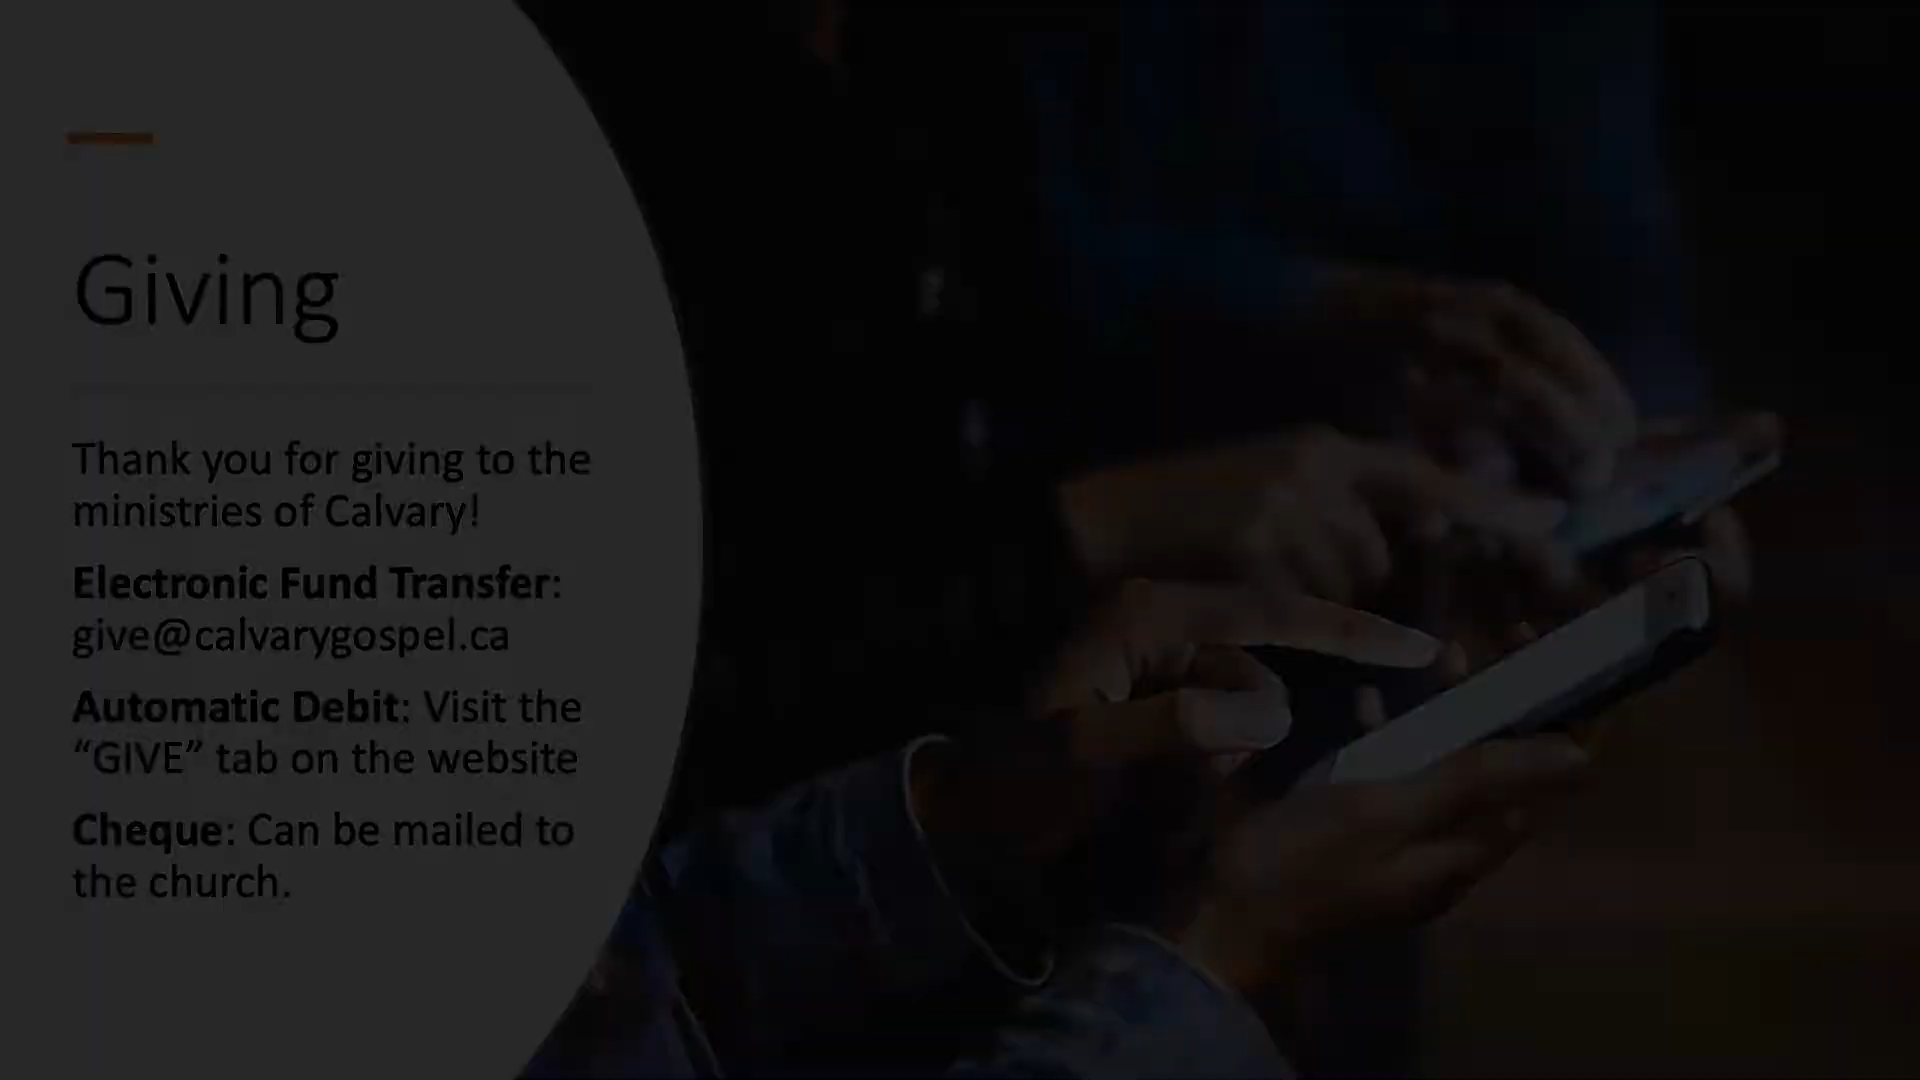 Giving
Thank you for giving to the
ministries of Calvary!
Electronic Fund Transfer:
give@calvarygospel.ca
Automatic Debit: Visit the
“GIVE” tab on the website
Cheque: Can be mailed to
the church.